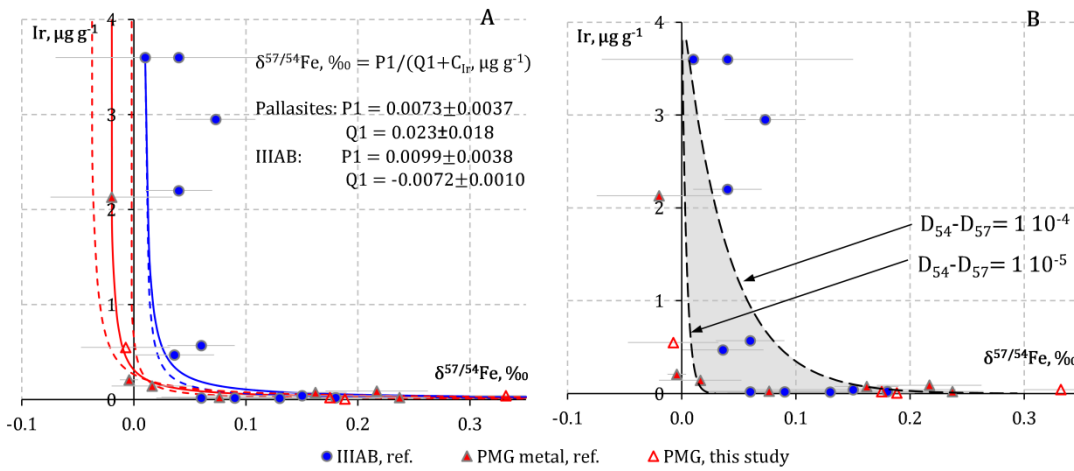 A
Ir, µg g⁻¹
δ⁵⁷/⁵⁴Fe, ‰ = P1/(Q1+C_Ir, µg g⁻¹)
Pallasites: P1 = 0.0073±0.0037
Q1 = 0.023±0.018
IIIAB: P1 = 0.0099±0.0038
Q1 = -0.0072±0.0010
4
3
2
1
0
δ⁵⁷/⁵⁴Fe, ‰
0.0 0.1 0.2 0.3
B
Ir, µg g⁻¹
4
3
2
1
0
D₅₄-D₅₇= 1 10⁻⁴
D₅₄-D₅₇= 1 10⁻⁵
δ⁵⁷/⁵⁴Fe, ‰
0.0 0.1 0.2 0.3
IIIAB, ref. PMG metal, ref. PMG, this study